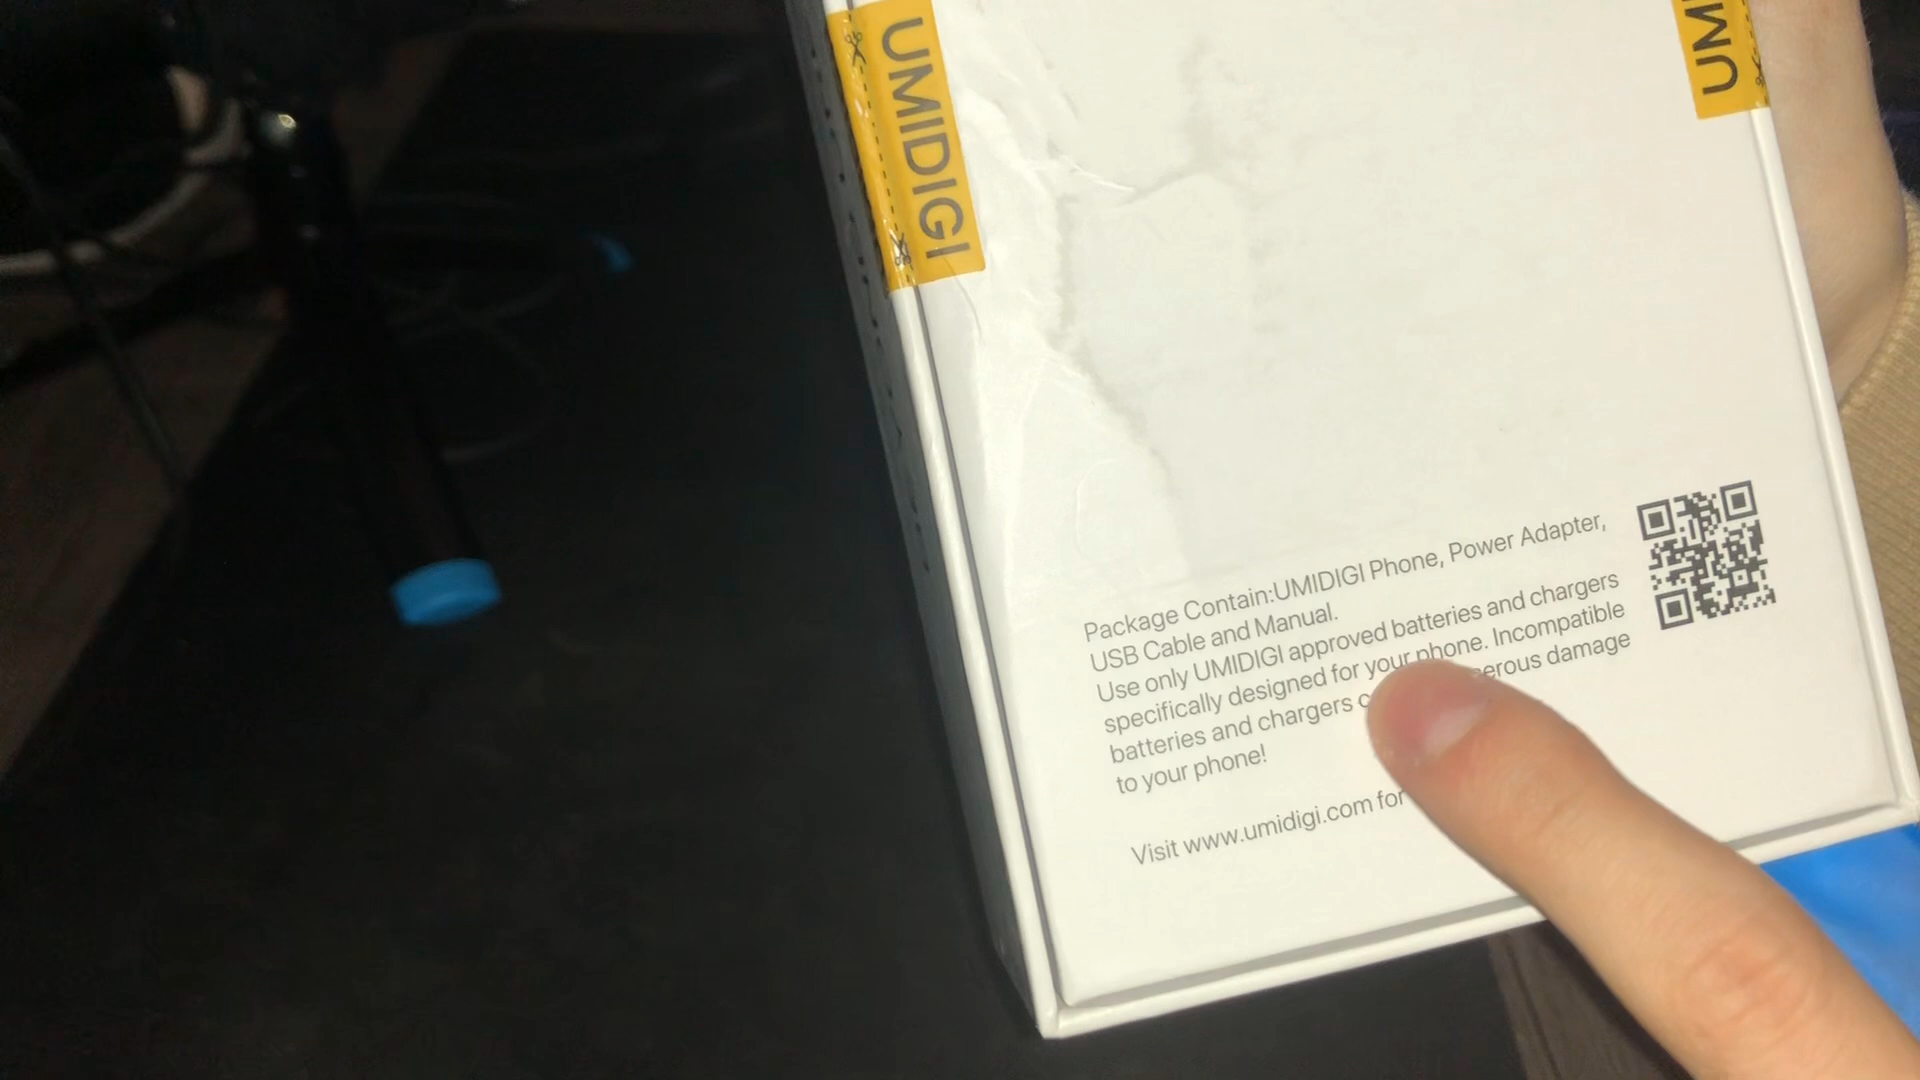 UMIDIGI
UMI
Package Contain:UMIDIGI Phone, Power Adapter,
USB Cable and Manual.
Use only UMIDIGI approved batteries and chargers
specifically designed for your phone. Incompatible
batteries and chargers damage
to your phone!
Visit www.umidigi.com for